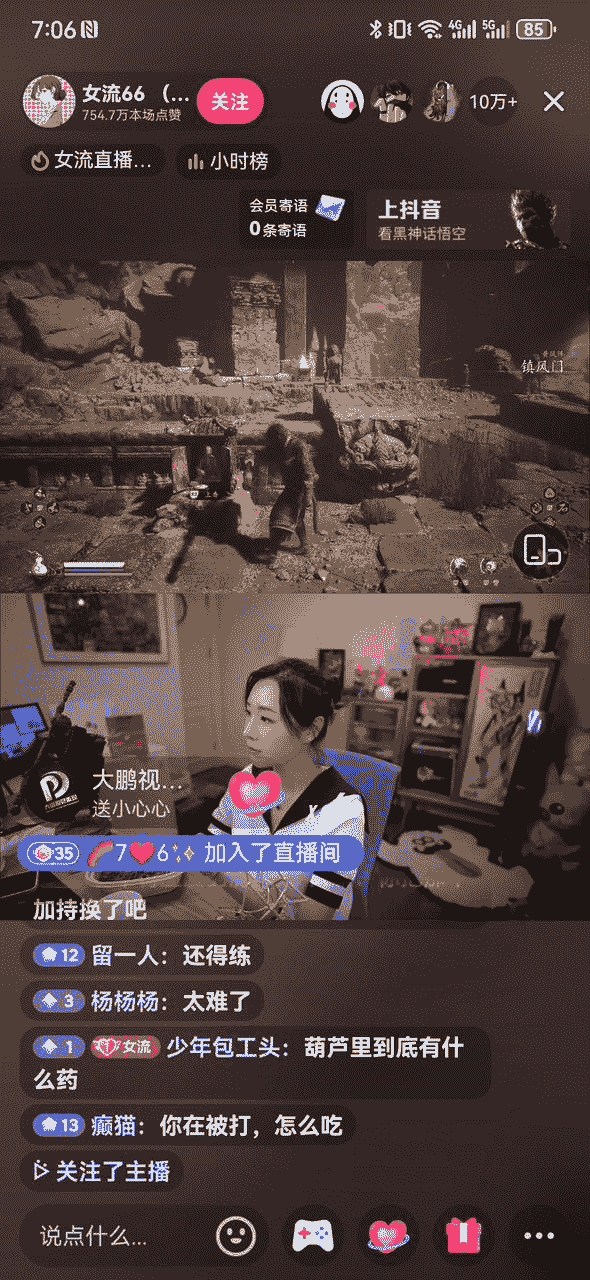 7:06
4G 5G 85
女流66 （...
754.7万本场点赞
关注
10万+
女流直播...
小时榜
会员寄语
0条寄语
上抖音
看黑神话悟空
镇风门
大鹏视...
送小心心
35 🌈7❤️6✨ 加入了直播间
加持换了吧
12 留一人：还得练
3 杨杨杨：太难了
1 女流 少年包工头：葫芦里到底有什
么药
13 癫猫：你在被打，怎么吃
关注了主播
说点什么...